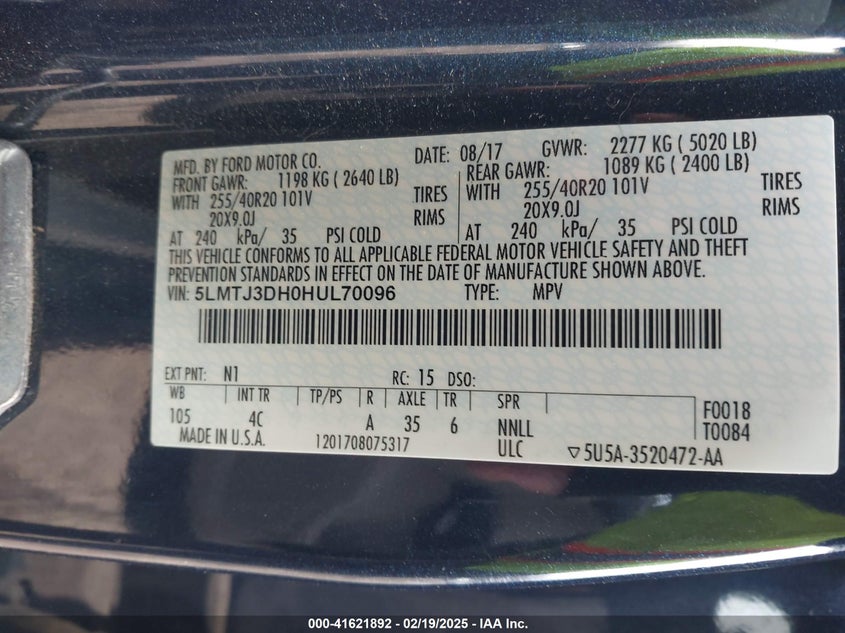 MFD. BY FORD MOTOR CO. DATE: 08/17 GVWR: 2277 KG ( 5020 LB)
FRONT GAWR: 1198 KG ( 2640 LB) REAR GAWR: 1089 KG ( 2400 LB)
WITH 255/40R20 101V TIRES WITH 255/40R20 101V TIRES
20X9.0J RIMS 20X9.0J RIMS
AT 240 kPa/ 35 PSI COLD AT 240 kPa/ 35 PSI COLD
THIS VEHICLE CONFORMS TO ALL APPLICABLE FEDERAL MOTOR VEHICLE SAFETY AND THEFT
PREVENTION STANDARDS IN EFFECT ON THE DATE OF MANUFACTURE SHOWN ABOVE.
VIN: 5LMTJ3DH0HUL70096 TYPE: MPV
EXT PNT: N1 RC: 15 DSO:
WB INT TR TP/PS R AXLE TR SPR F0018
105 4C A 35 6 NNLL T0084
MADE IN U.S.A. 1201708075317 ULC ▽5U5A-3520472-AA
000-41621892 - 02/19/2025 - IAA Inc.